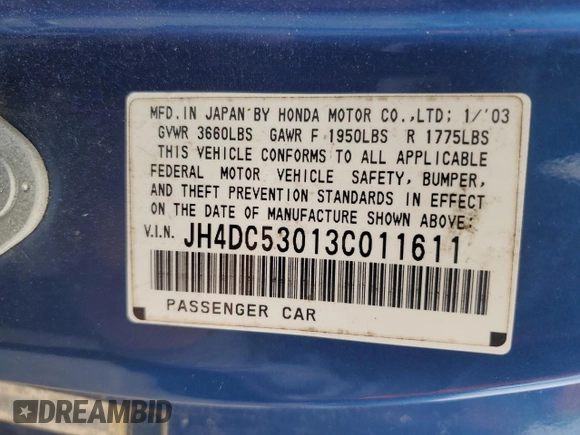 MFD. IN JAPAN BY HONDA MOTOR CO.,LTD; 1/'03
GVWR 3660LBS GAWR F 1950LBS R 1775LBS
THIS VEHICLE CONFORMS TO ALL APPLICABLE
FEDERAL MOTOR VEHICLE SAFETY, BUMPER,
AND THEFT PREVENTION STANDARDS IN EFFECT
ON THE DATE OF MANUFACTURE SHOWN ABOVE:
V.I.N. JH4DC53013C011611
PASSENGER CAR
DREAMBID